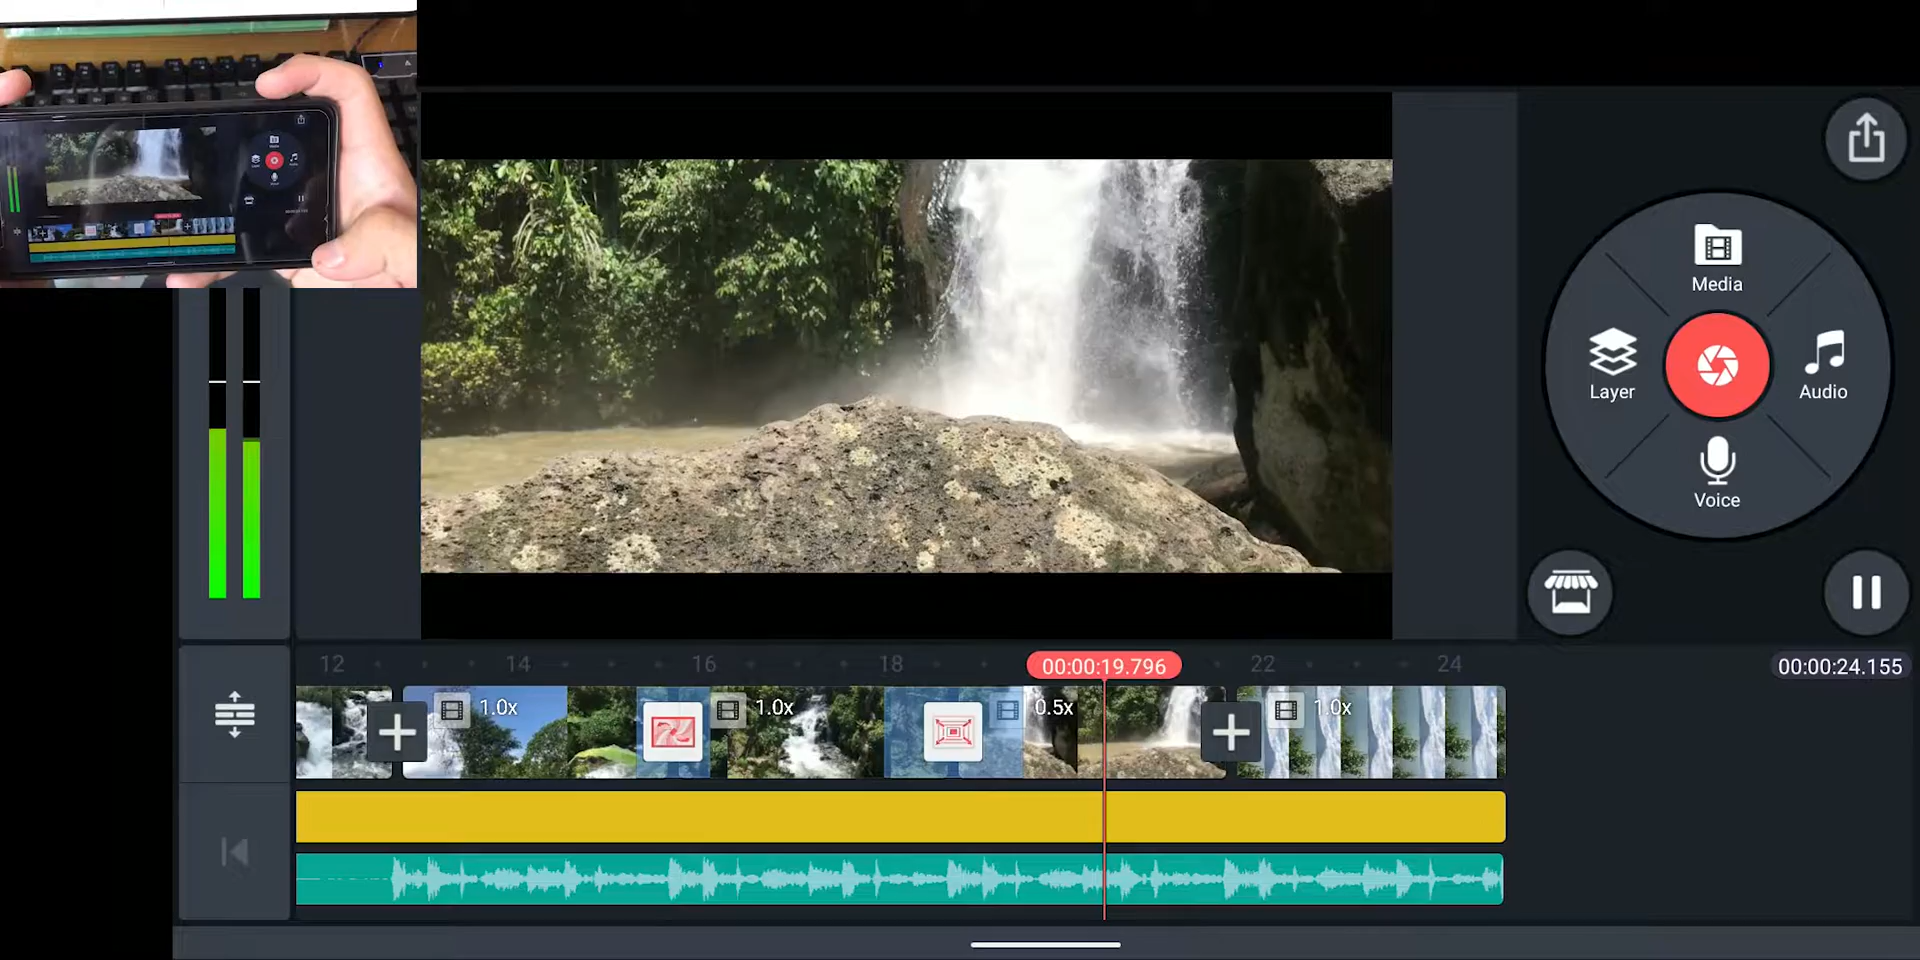 Media
Layer
Audio
Voice
12
14
16
18
00:00:19.796
22
24
00:00:24.155
1.0x
1.0x
0.5x
1.0x